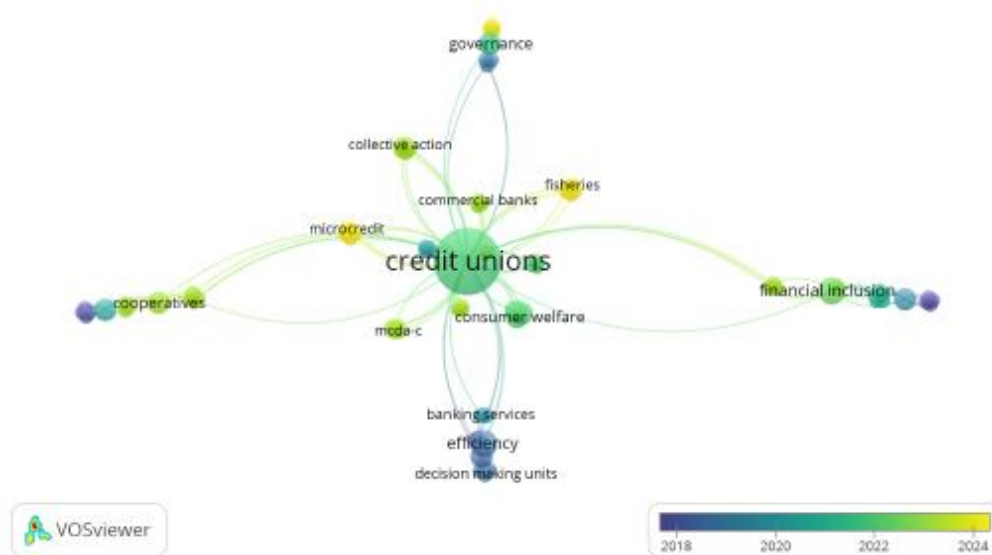 governance
collective action
fisheries
commercial banks
microcredit
credit unions
financial inclusion
cooperatives
consumer welfare
mcda-c
banking services
efficiency
decision making units
VOSviewer
2018 2020 2022 2024